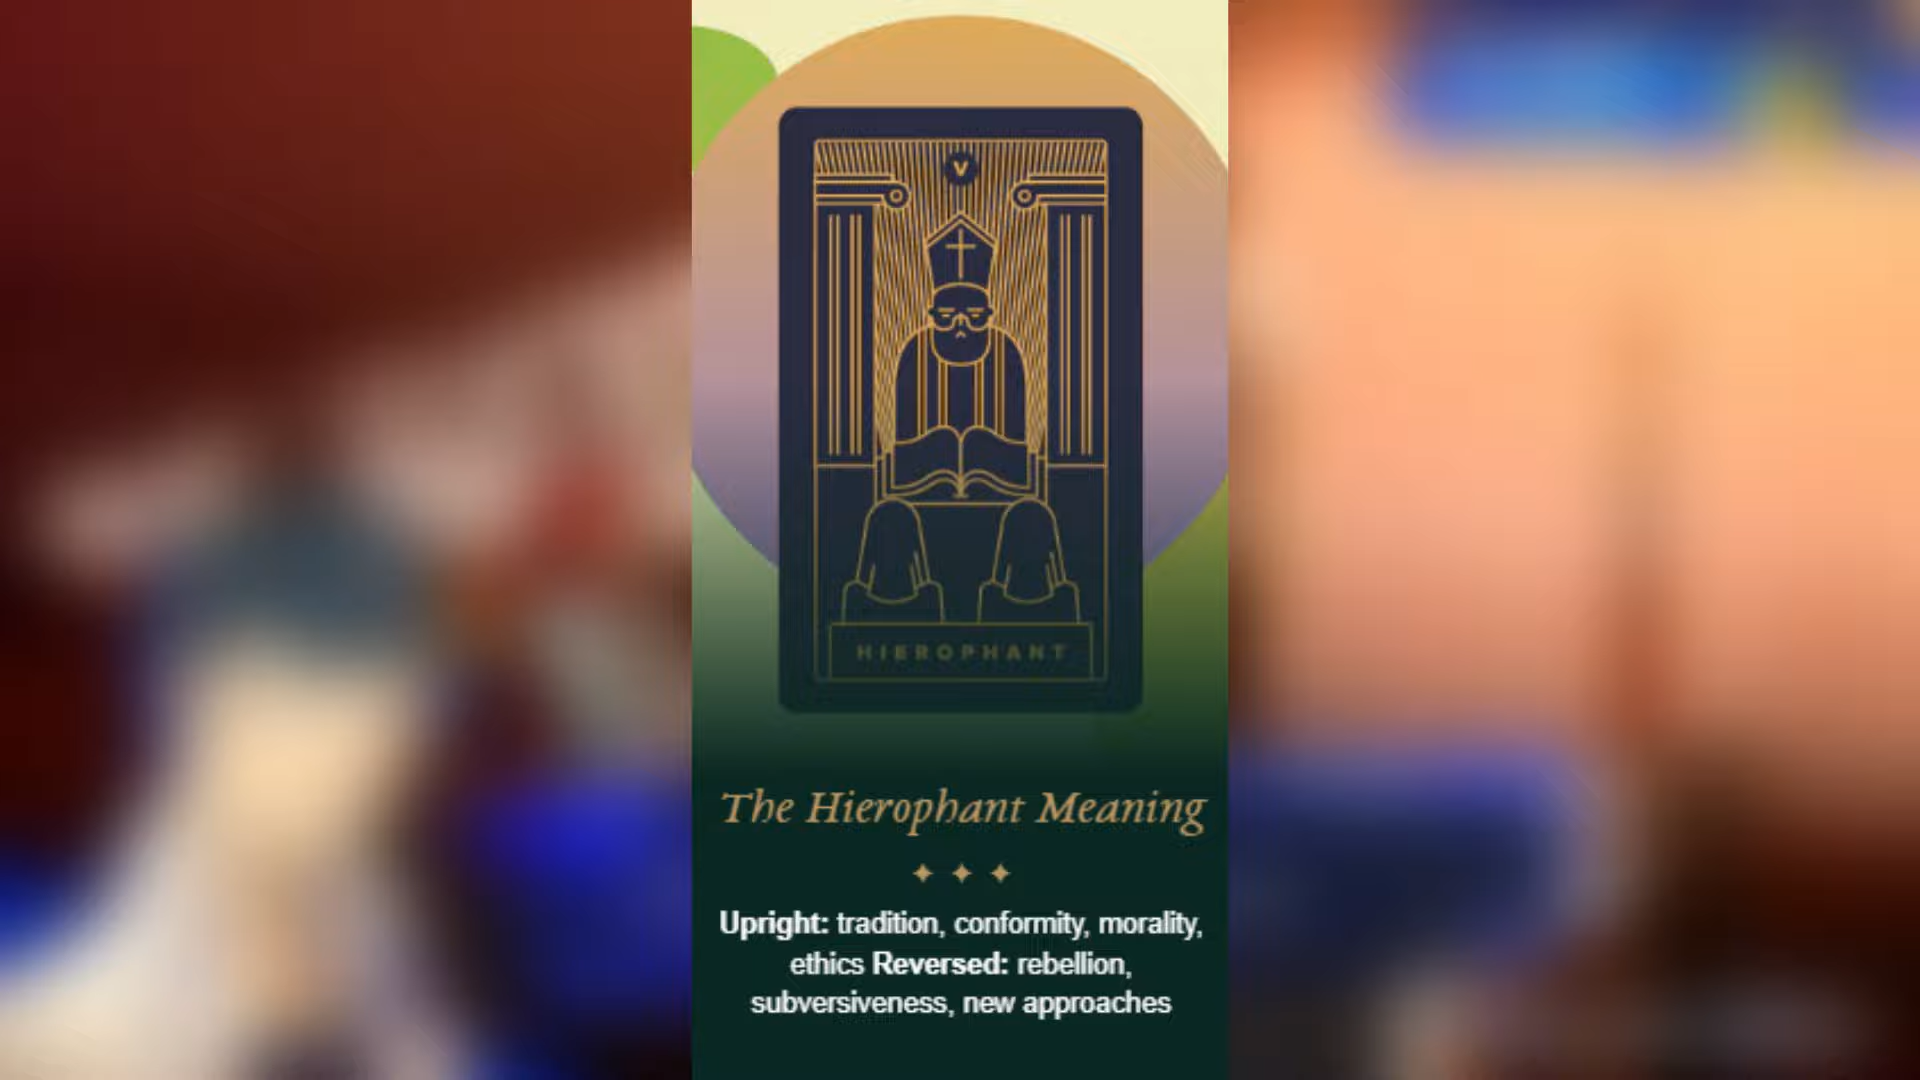 V
HIEROPHANT
The Hierophant Meaning
Upright: tradition, conformity, morality,
ethics Reversed: rebellion,
subversiveness, new approaches